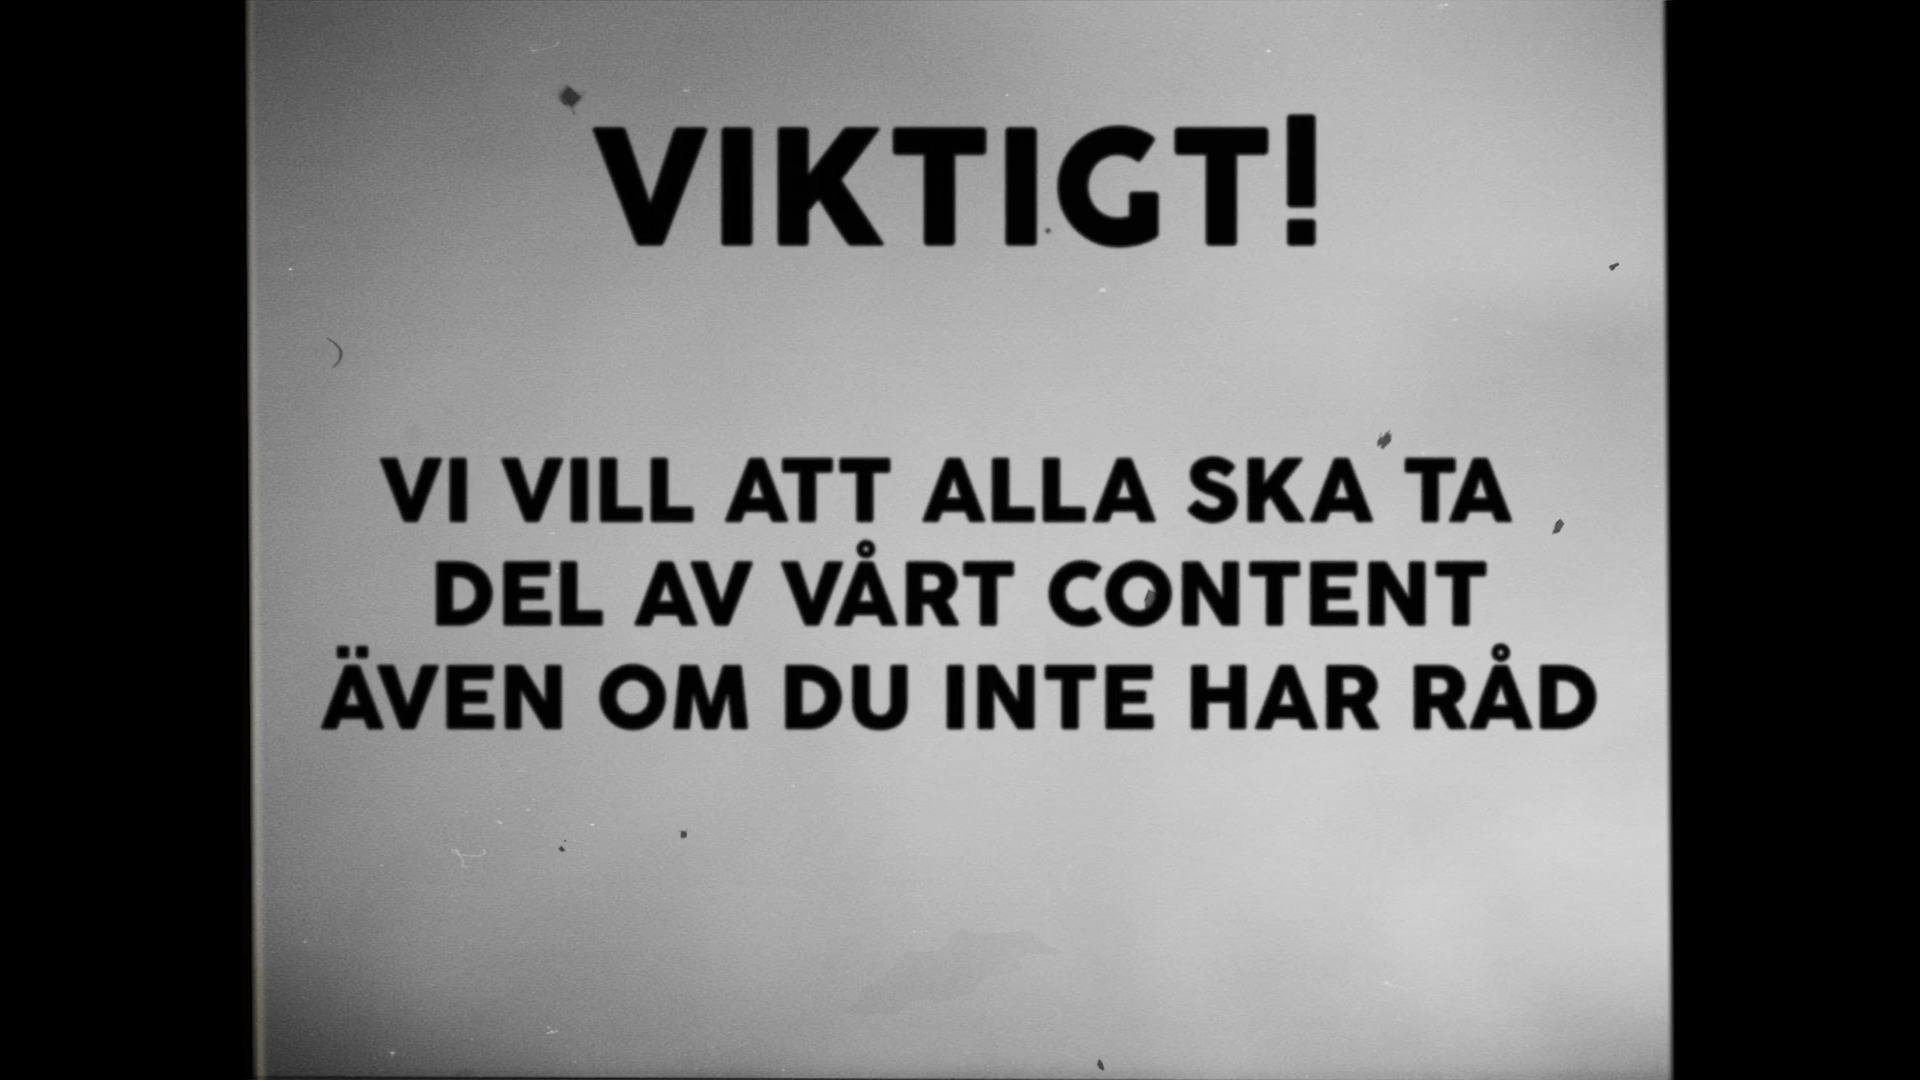 VIKTIGT!
VI VILL ATT ALLA SKA TA
DEL AV VÅRT CONTENT
ÄVEN OM DU INTE HAR RÅD